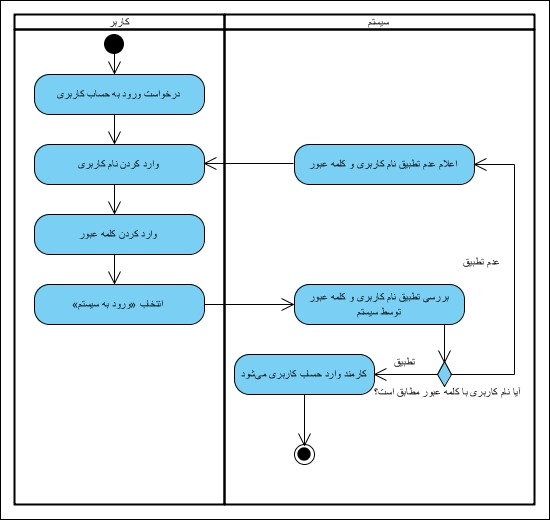 کاربر
سیستم
درخواست ورود به حساب کاربری
وارد کردن نام کاربری
اعلام عدم تطبیق نام کاربری و کلمه عبور
وارد کردن کلمه عبور
عدم تطبیق
انتخاب «ورود به سیستم»
بررسی تطبیق نام کاربری و کلمه عبور
توسط سیستم
تطبیق
کارمند وارد حساب کاربری می‌شود
آیا نام کاربری با کلمه عبور مطابق است؟